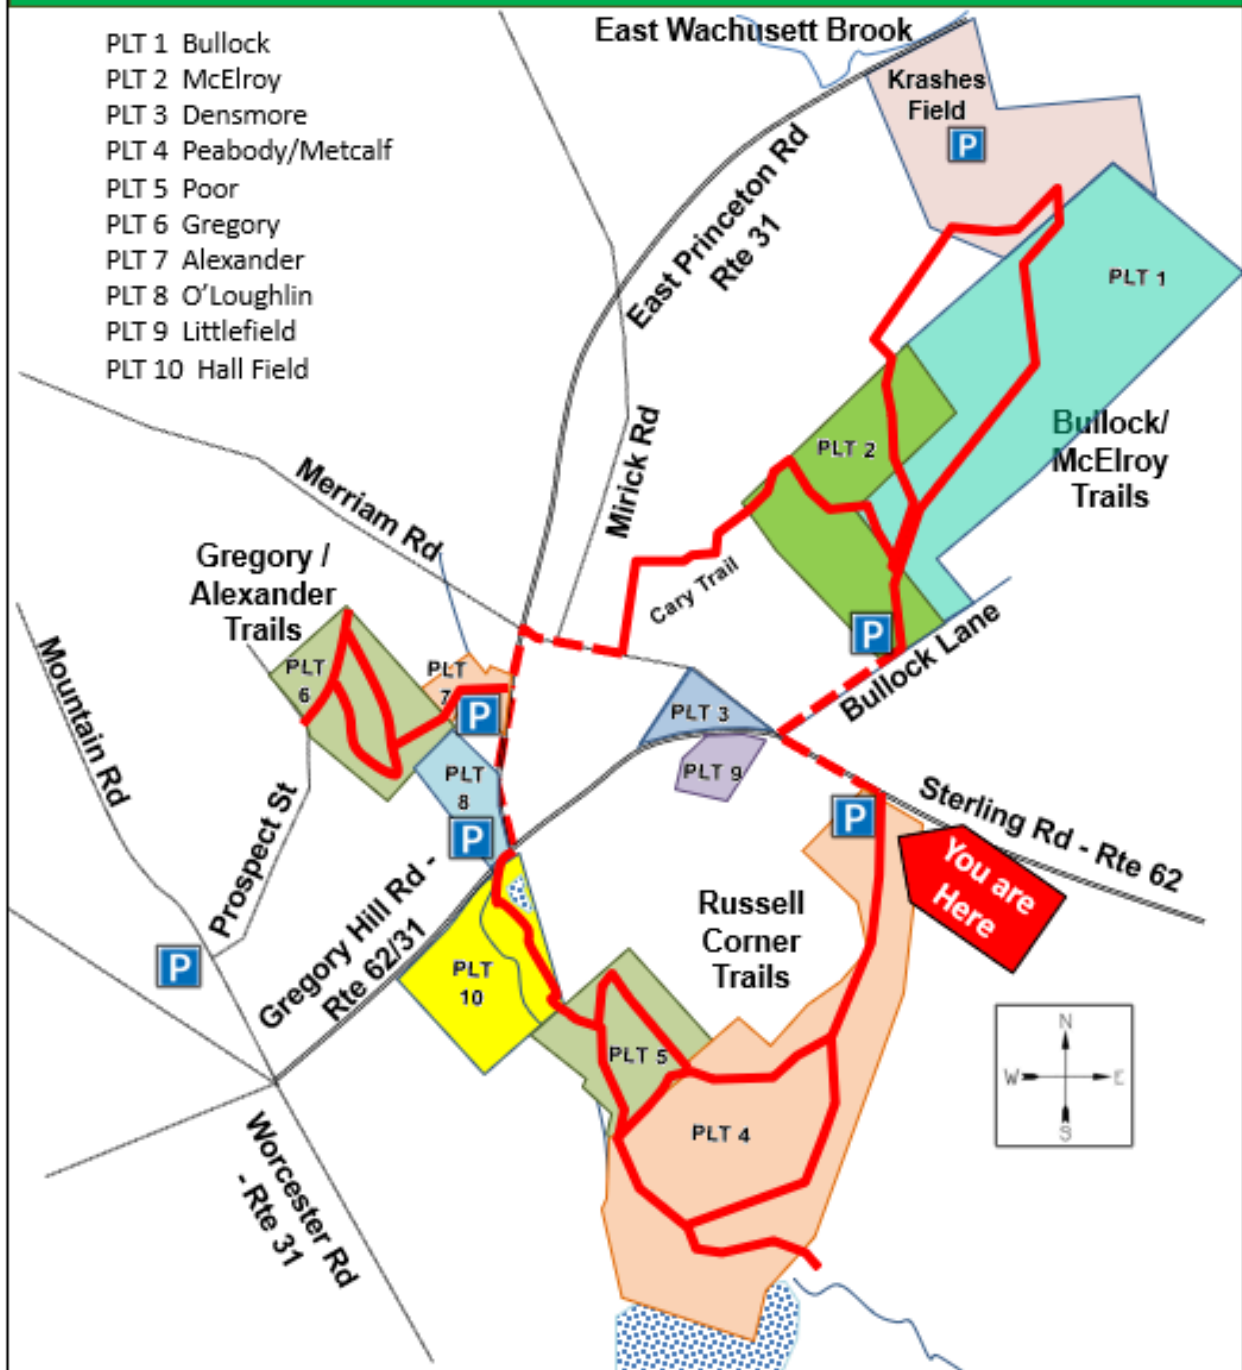 PLT 1 Bullock
PLT 2 McElroy
PLT 3 Densmore
PLT 4 Peabody/Metcalf
PLT 5 Poor
PLT 6 Gregory
PLT 7 Alexander
PLT 8 O'Loughlin
PLT 9 Littlefield
PLT 10 Hall Field
East Wachusett Brook
Krashes
Field
P
East Princeton Rd
Rte 31
PLT 1
Bullock/
McElroy
Trails
PLT 2
Mirick Rd
Merriam Rd
Gregory /
Alexander
Trails
Cary Trail
P
Bullock Lane
Mountain Rd
PLT
6
PLT
7
P
PLT 3
PLT 9
PLT
8
P
P
Sterling Rd - Rte 62
You are
Here
Prospect St
P
Gregory Hill Rd -
Rte 62/31
Russell
Corner
Trails
PLT
10
PLT 5
PLT 4
N
W
E
S
Worcester Rd
- Rte 31